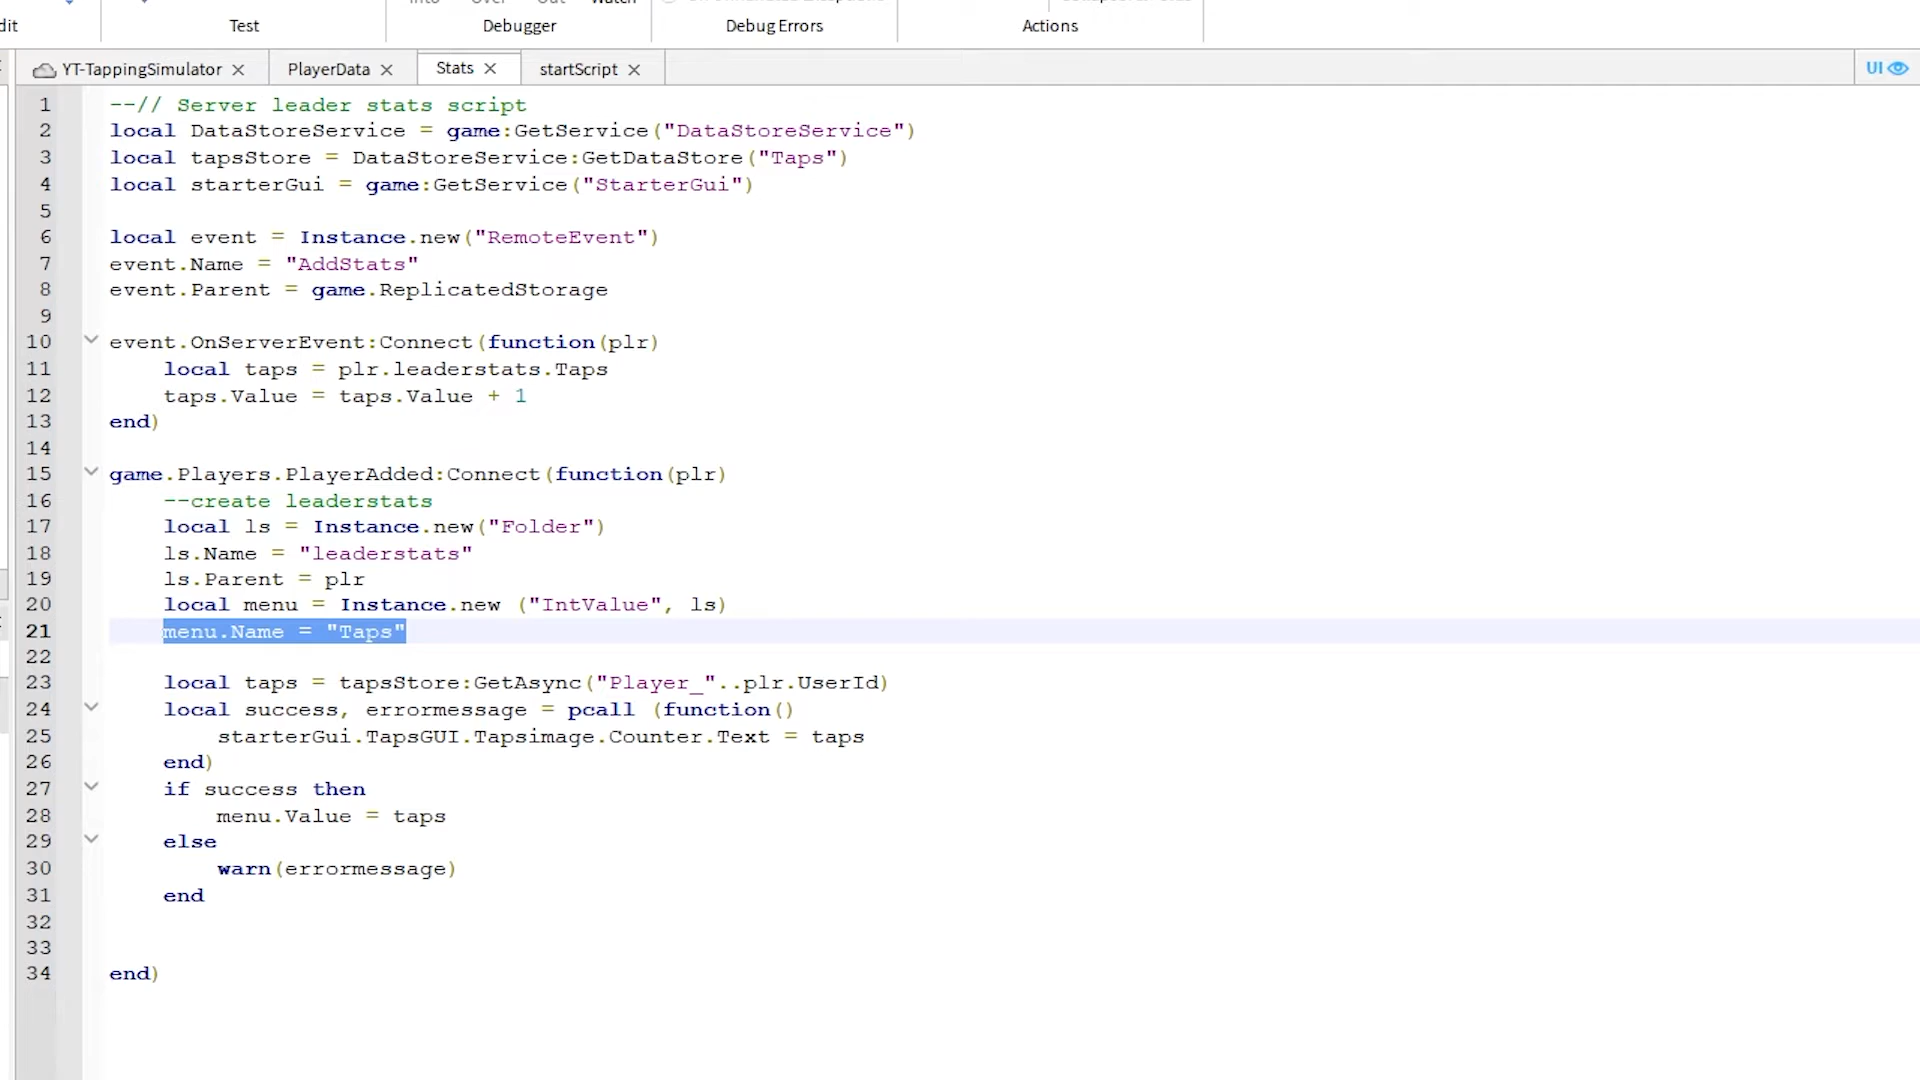 Into Over Out Watch
dit Test Debugger Debug Errors Actions
YT-TappingSimulator PlayerData Stats startScript UI
1 --// Server leader stats script
2 local DataStoreService = game:GetService("DataStoreService")
3 local tapsStore = DataStoreService:GetDataStore("Taps")
4 local starterGui = game:GetService("StarterGui")
5
6 local event = Instance.new("RemoteEvent")
7 event.Name = "AddStats"
8 event.Parent = game.ReplicatedStorage
9
10 event.OnServerEvent:Connect(function(plr)
11 local taps = plr.leaderstats.Taps
12 taps.Value = taps.Value + 1
13 end)
14
15 game.Players.PlayerAdded:Connect(function(plr)
16 --create leaderstats
17 local ls = Instance.new("Folder")
18 ls.Name = "leaderstats"
19 ls.Parent = plr
20 local menu = Instance.new ("IntValue", ls)
21 menu.Name = "Taps"
22
23 local taps = tapsStore:GetAsync("Player_"..plr.UserId)
24 local success, errormessage = pcall (function()
25 starterGui.TapsGUI.Tapsimage.Counter.Text = taps
26 end)
27 if success then
28 menu.Value = taps
29 else
30 warn(errormessage)
31 end
32
33
34 end)